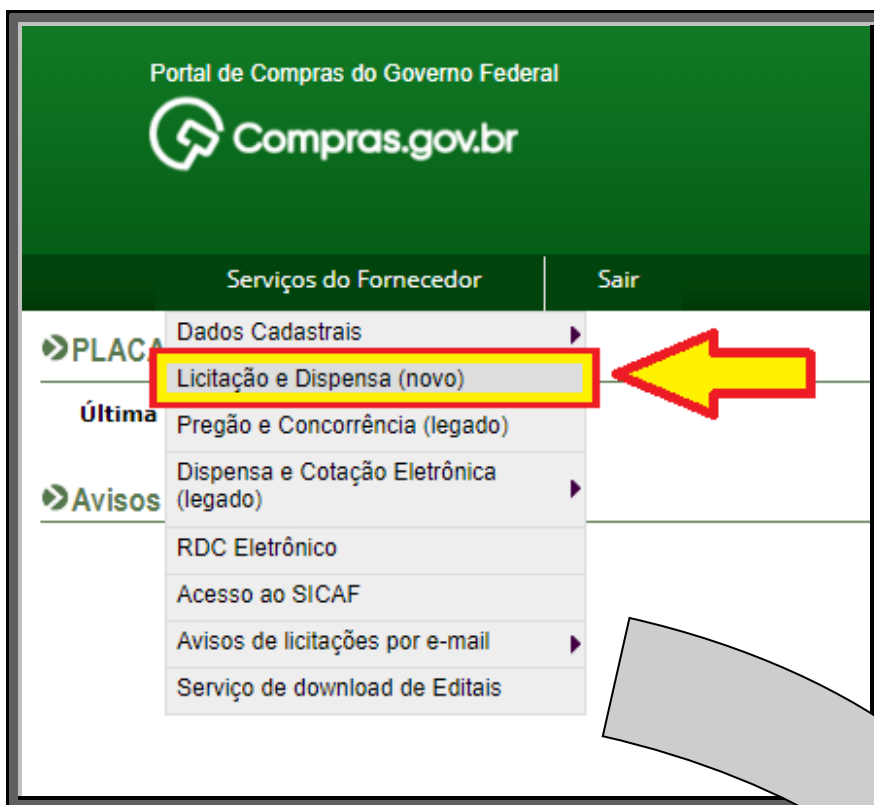 Portal de Compras do Governo Federal
Compras.gov.br
Serviços do Fornecedor
Sair
PLACA
Última
Avisos
Dados Cadastrais
Licitação e Dispensa (novo)
Pregão e Concorrência (legado)
Dispensa e Cotação Eletrônica
(legado)
RDC Eletrônico
Acesso ao SICAF
Avisos de licitações por e-mail
Serviço de download de Editais